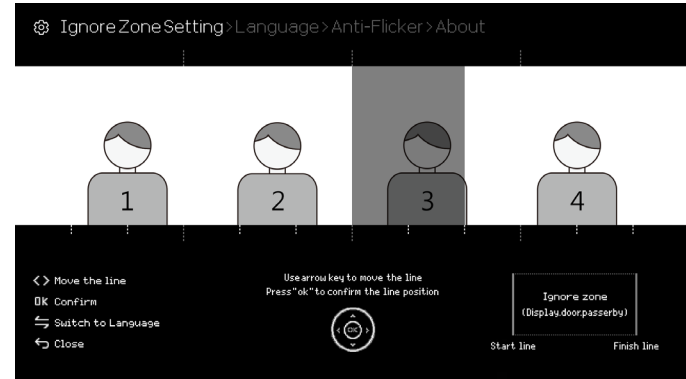 Ignore Zone Setting>Language>Anti-Flicker>About
1 2 3 4
<> Move the line
OK Confirm
Switch to Language
Close
Use arrow key to move the line
Press"ok"to confirm the line position
OK
Ignore zone
(Display.door.passerby)
Start line Finish line